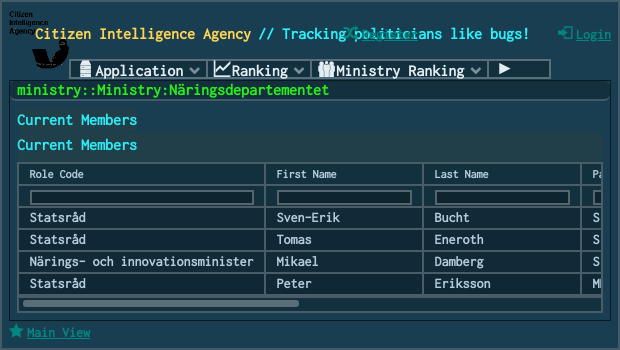 Citizen
Intelligence
Agency
Citizen Intelligence Agency // Tracking politicians like bugs!
Register
Login
Application
Ranking
Ministry Ranking
ministry::Ministry:Näringsdepartementet
Current Members
Current Members
Role Code First Name Last Name
Statsråd Sven-Erik Bucht S
Statsråd Tomas Eneroth S
Närings- och innovationsminister Mikael Damberg S
Statsråd Peter Eriksson
Main View